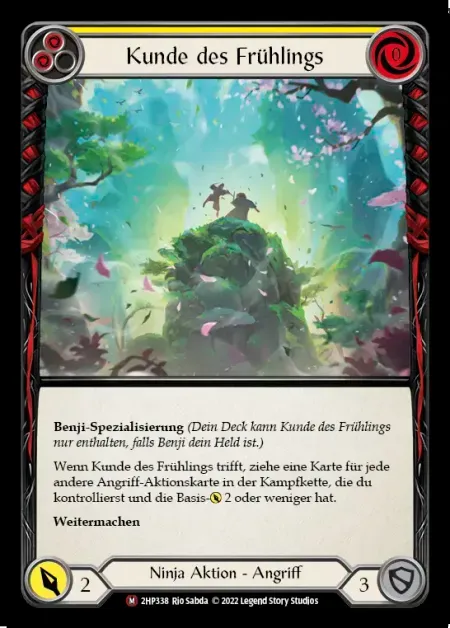 Kunde des Frühlings
0
Benji-Spezialisierung (Dein Deck kann Kunde des Frühlings
nur enthalten, falls Benji dein Held ist.)
Wenn Kunde des Frühlings trifft, ziehe eine Karte für jede
andere Angriff-Aktionskarte in der Kampfkette, die du
kontrollierst und die Basis- 2 oder weniger hat.
Weitermachen
2
Ninja Aktion - Angriff
3
M 2HP338 Rio Sabda © 2022 Legend Story Studios